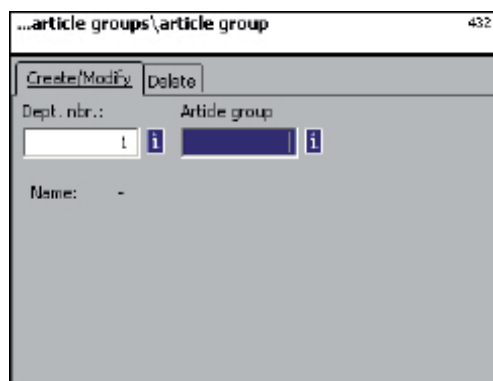 ...article groups\article group 432
Create/Modify Delete
Dept. nbr.: Article group
1 i i
Name: -